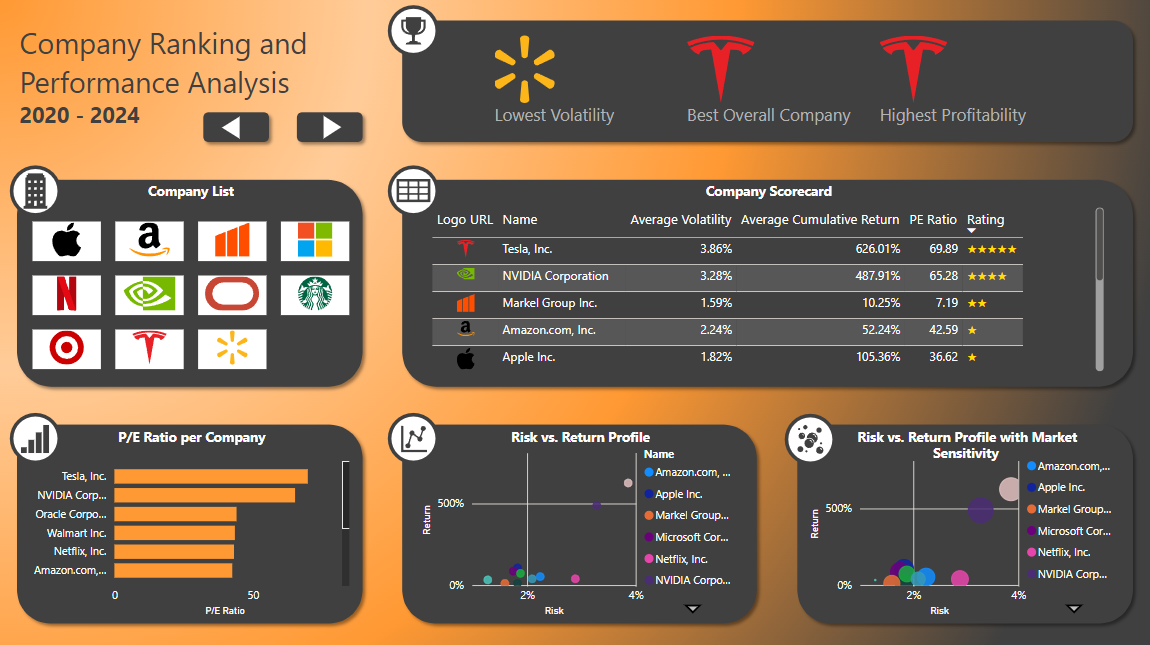 Company Ranking and
Performance Analysis
2020 - 2024
Lowest Volatility
Best Overall Company
Highest Profitability
Company List
a
N
Company Scorecard
Logo URL Name Average Volatility Average Cumulative Return PE Ratio Rating
Tesla, Inc. 3.86% 626.01% 69.89 ★★★★★
NVIDIA Corporation 3.28% 487.91% 65.28 ★★★★
Markel Group Inc. 1.59% 10.25% 7.19 ★★
a Amazon.com, Inc. 2.24% 52.24% 42.59 ★
Apple Inc. 1.82% 105.36% 36.62 ★
P/E Ratio per Company
Tesla, Inc.
NVIDIA Corp...
Oracle Corpo...
Walmart Inc.
Netflix, Inc.
Amazon.com,...
0 50
P/E Ratio
Risk vs. Return Profile
Return
500%
0%
2% 4%
Risk
Name
Amazon.com, ...
Apple Inc.
Markel Group...
Microsoft Cor...
Netflix, Inc.
NVIDIA Corpo...
Risk vs. Return Profile with Market
Sensitivity
Return
500%
0%
2% 4%
Risk
Amazon.com,...
Apple Inc.
Markel Group...
Microsoft Cor...
Netflix, Inc.
NVIDIA Corp...